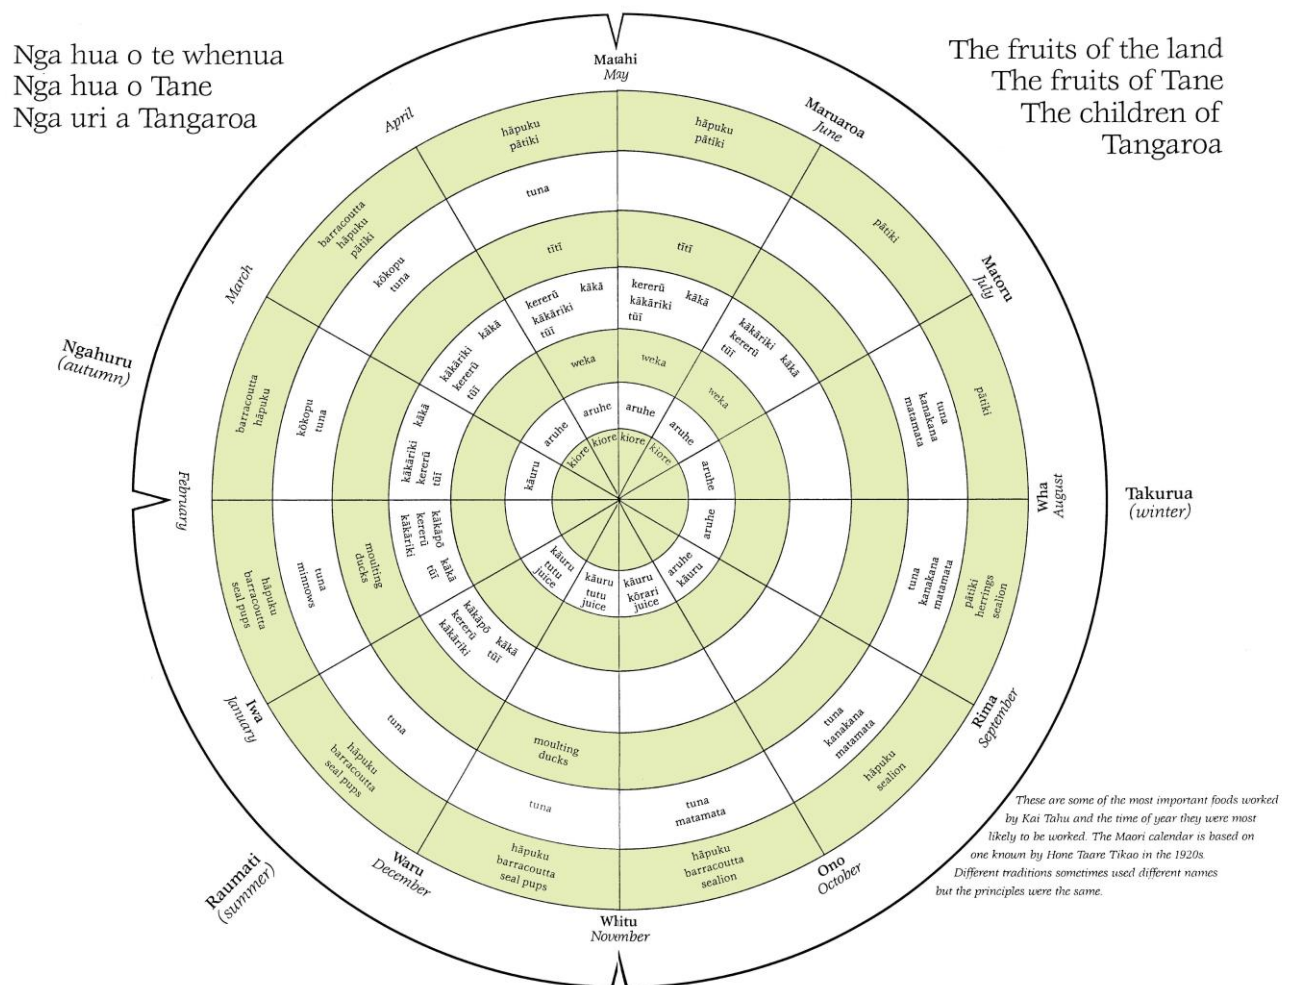 Nga hua o te whenua
Nga hua o Tane
Nga uri a Tangaroa
The fruits of the land
The fruits of Tane
The children of
Tangaroa
Matahi
May
Maruaroa
June
Matoru
July
Wha
August
Takurua
(winter)
Rima
September
Ono
October
Whitu
November
Waru
December
Raumati
(summer)
Iwa
January
February
Ngahuru
(autumn)
March
April
hāpuku
pātiki
pātiki
pātiki
pātiki
herrings
sealion
hāpuku
sealion
hāpuku
barracoutta
sealion
hāpuku
barracoutta
seal pups
hāpuku
barracoutta
seal pups
hāpuku
barracoutta
seal pups
barracoutta
hāpuku
barracoutta
hāpuku
pātiki
hāpuku
pātiki
tuna
kanakana
matamata
tuna
kanakana
matamata
tuna
kanakana
matamata
tuna
matamata
tuna
tuna
tuna
minnows
kōkopu
tuna
kōkopu
tuna
tuna
tītī
moulting
ducks
moulting
ducks
tītī
kererū kākā
kākāriki
tūī
kākāriki
kererū kākā
tūī
kākāpō kākā
kererū tūī
kākāriki
kākāpō kākā
kererū
kākāriki tūī
kākāriki kākā
kererū
tūī
kākāriki kākā
kererū
tūī
kererū kākā
kākāriki
tūī
weka
weka
weka
aruhe
aruhe
aruhe
aruhe
aruhe
kāuru
kāuru
kōrari
juice
kāuru
tutu
juice
kāuru
tutu
juice
kāuru
aruhe
aruhe
kiore
kiore
kiore
kiore
These are some of the most important foods worked
by Kai Tahu and the time of year they were most
likely to be worked. The Maori calendar is based on
one known by Hone Taare Tikao in the 1920s.
Different traditions sometimes used different names
but the principles were the same.